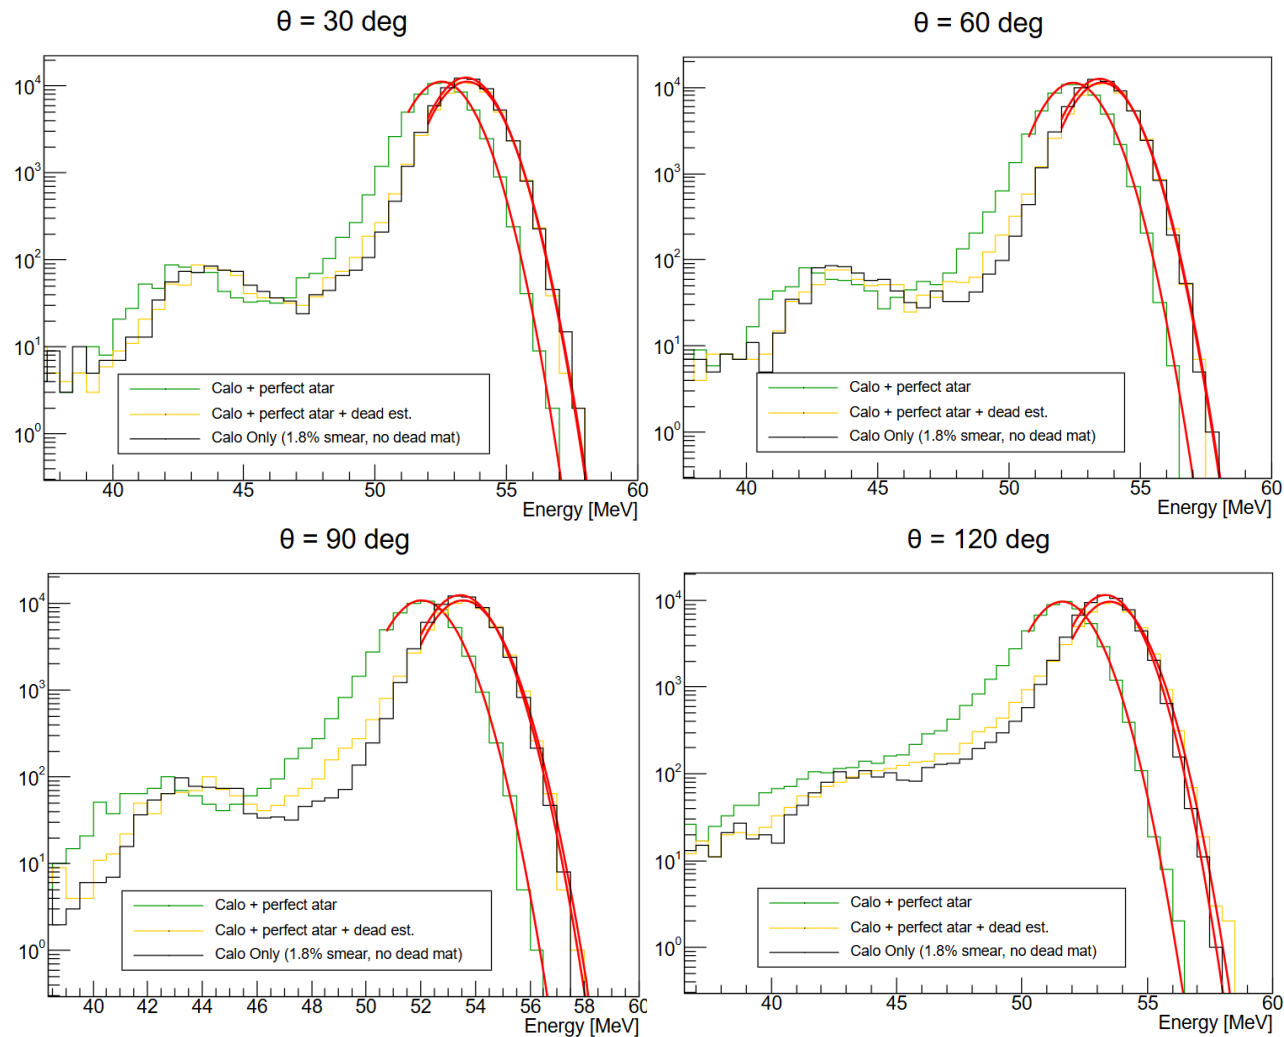 θ = 30 deg
θ = 60 deg
10⁴
10³
10²
10¹
10⁰
Calo + perfect atar
Calo + perfect atar + dead est.
Calo Only (1.8% smear, no dead mat)
40 45 50 55 60
Energy [MeV]
10⁴
10³
10²
10¹
10⁰
Calo + perfect atar
Calo + perfect atar + dead est.
Calo Only (1.8% smear, no dead mat)
40 45 50 55 60
Energy [MeV]
θ = 90 deg
θ = 120 deg
10⁴
10³
10²
10¹
10⁰
Calo + perfect atar
Calo + perfect atar + dead est.
Calo Only (1.8% smear, no dead mat)
40 42 44 46 48 50 52 54 56 58 60
Energy [MeV]
10⁴
10³
10²
10¹
10⁰
Calo + perfect atar
Calo + perfect atar + dead est.
Calo Only (1.8% smear, no dead mat)
40 45 50 55 60
Energy [MeV]